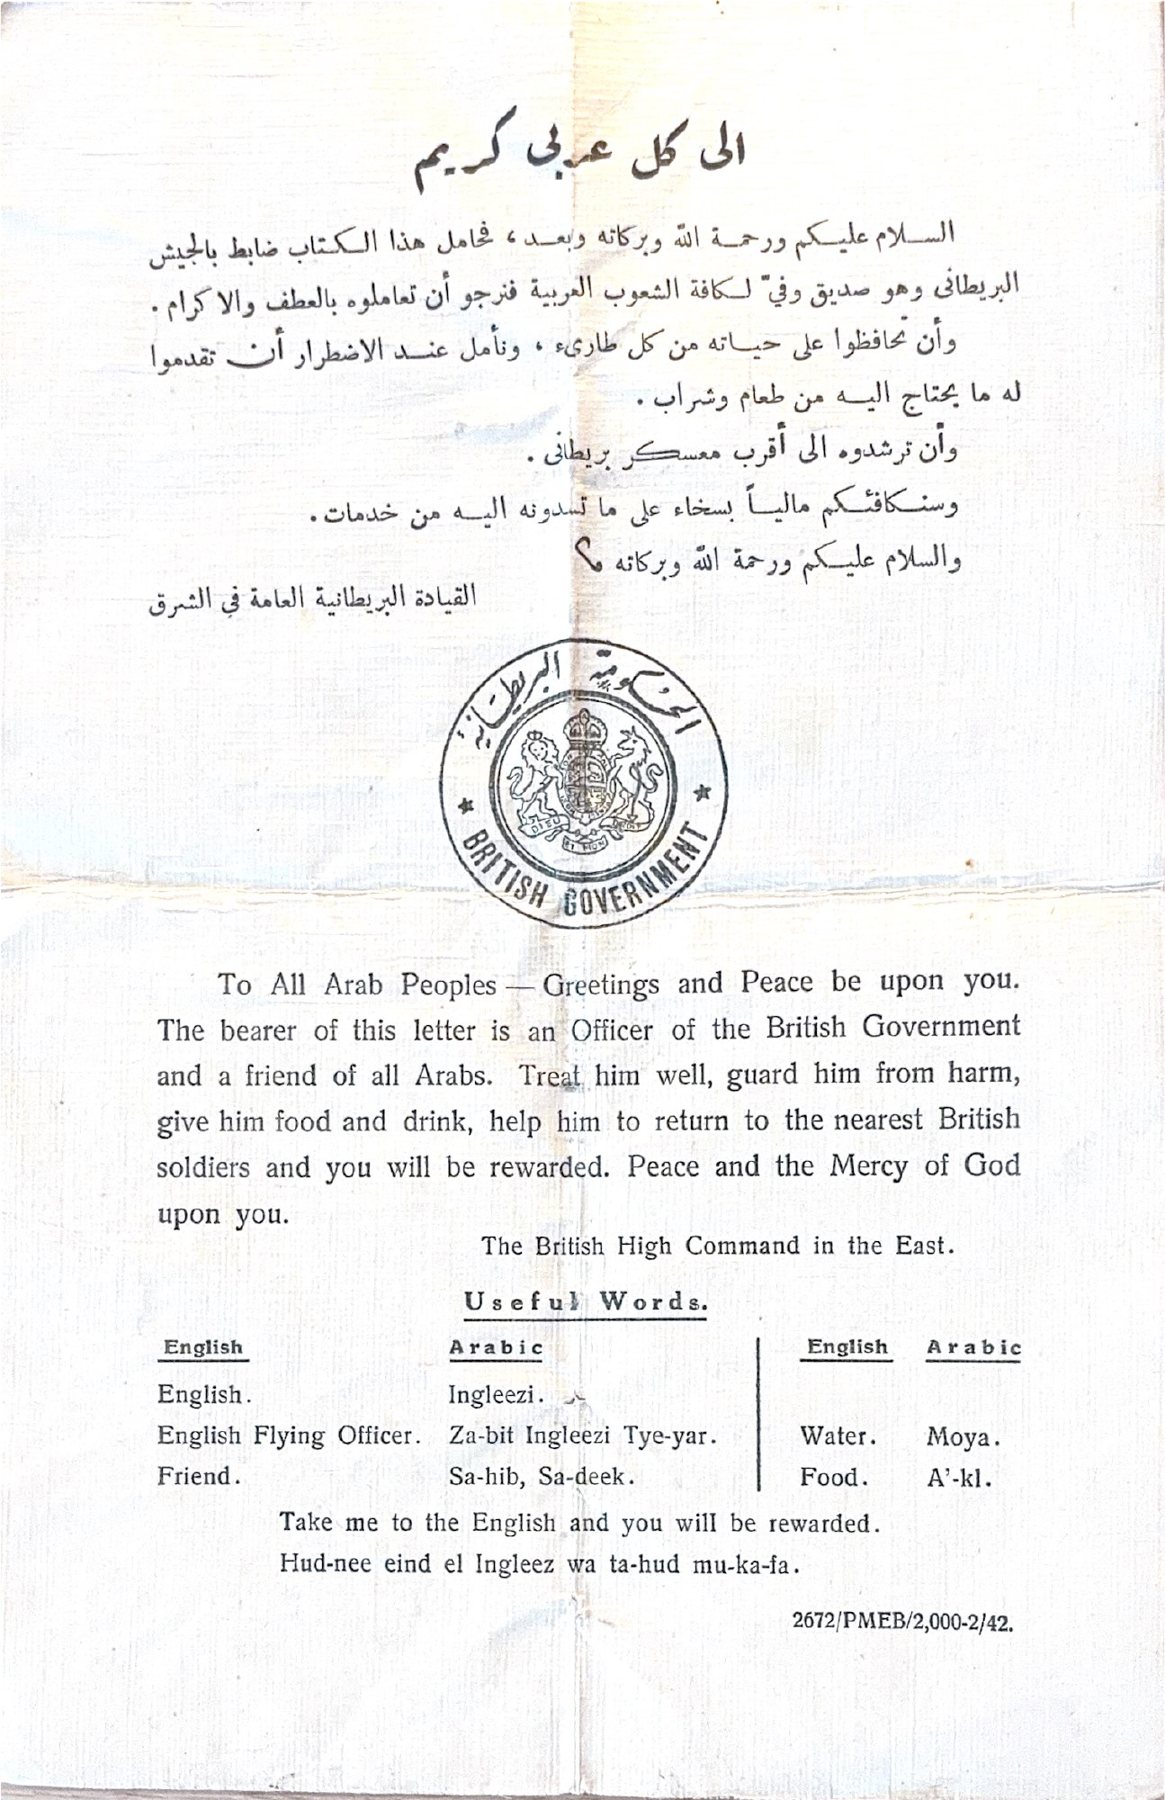 الى كل عربى كريم
السلام عليكم ورحمة الله وبركاته وبعد، فحامل هذا الكتاب ضابط بالجيش
البريطانى وهو صديق وفيّ لكافة الشعوب العربية فنرجو أن تعاملوه بالعطف والاكرام .
وأن تحافظوا على حياته من كل طارىء ، ونأمل عند الاضطرار أن تقدموا
له ما يحتاج اليه من طعام وشراب .
وأن ترشدوه الى أقرب معسكر بريطانى .
وسنكافئكم مالياً بسخاء على ما تسدونه اليه من خدمات .
والسلام عليكم ورحمة الله وبركاته
القيادة البريطانية العامة في الشرق
الحكومة البريطانية
DIEU ET MON DROIT
BRITISH GOVERNMENT
To All Arab Peoples — Greetings and Peace be upon you.
The bearer of this letter is an Officer of the British Government
and a friend of all Arabs. Treat him well, guard him from harm,
give him food and drink, help him to return to the nearest British
soldiers and you will be rewarded. Peace and the Mercy of God
upon you.
The British High Command in the East.
Useful Words.
English Arabic English Arabic
English. Ingleezi.
English Flying Officer. Za-bit Ingleezi Tye-yar. Water. Moya.
Friend. Sa-hib, Sa-deek. Food. A'-kl.
Take me to the English and you will be rewarded.
Hud-nee eind el Ingleez wa ta-hud mu-ka-fa.
2672/PMEB/2,000-2/42.